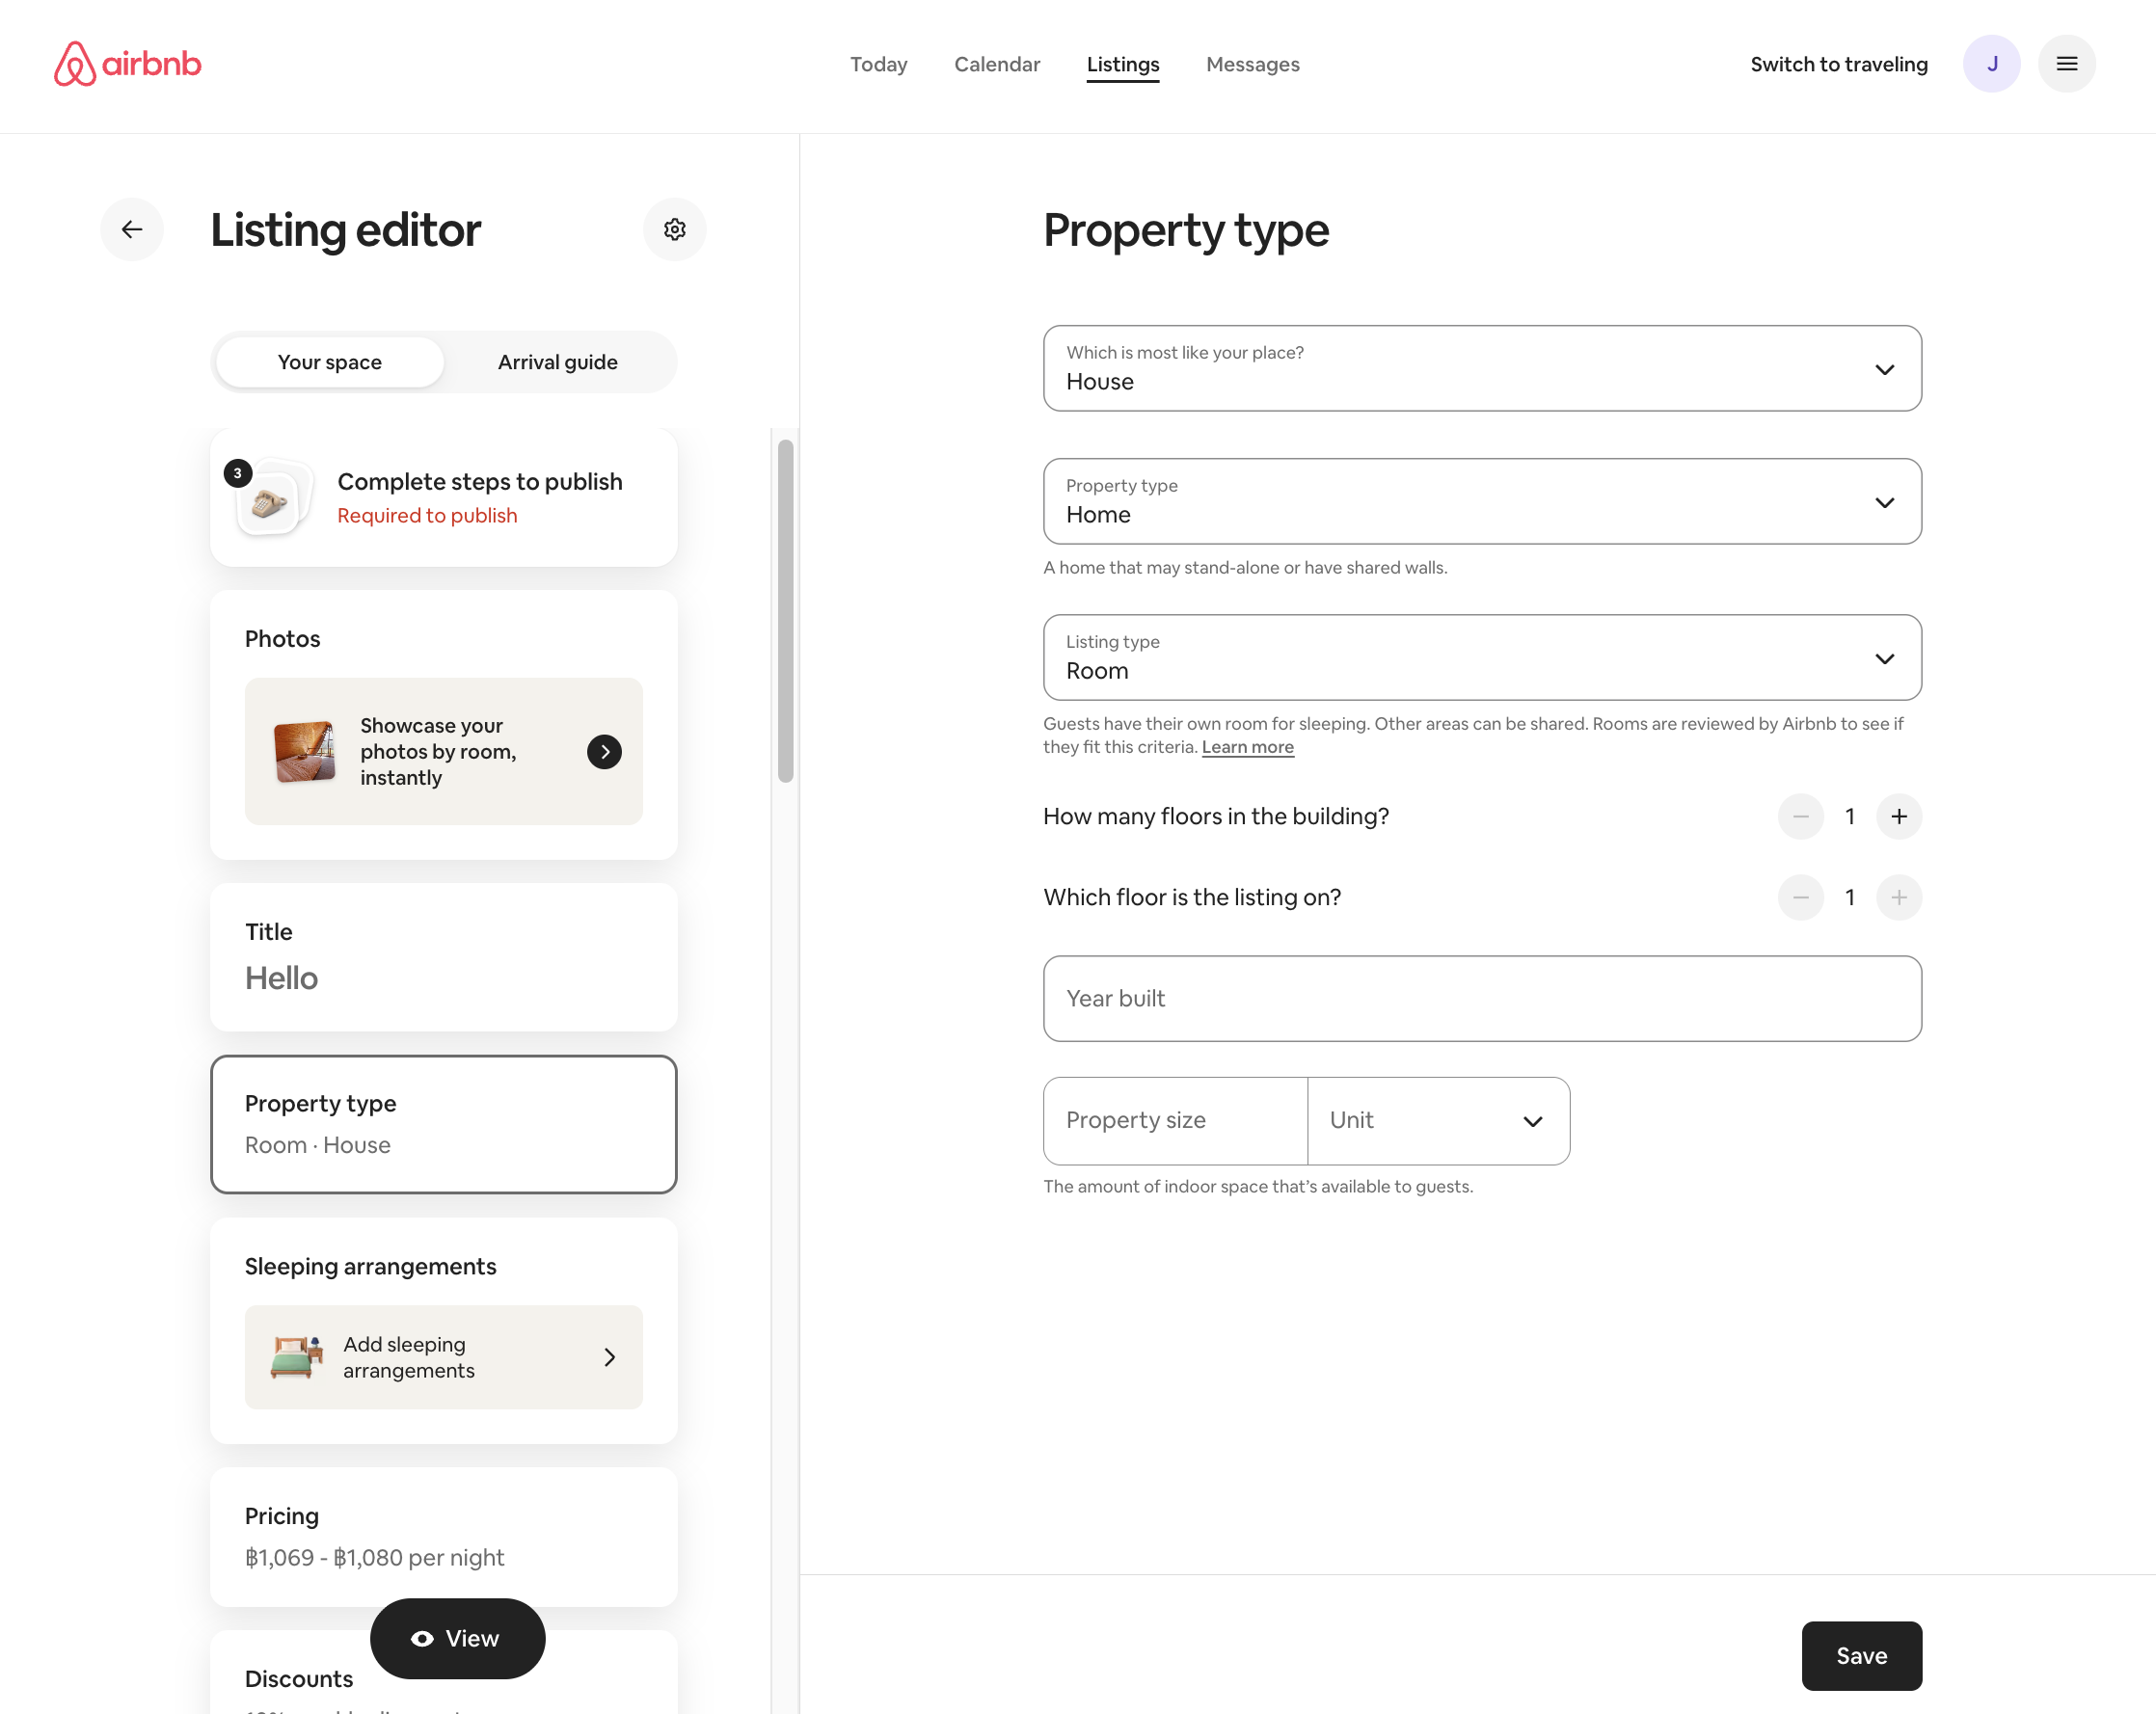 airbnb
Today
Calendar
Listings
Messages
Switch to traveling
J
Listing editor
Your space
Arrival guide
3
Complete steps to publish
Required to publish
Photos
Showcase your
photos by room,
instantly
Title
Hello
Property type
Room · House
Sleeping arrangements
Add sleeping
arrangements
Pricing
฿1,069 - ฿1,080 per night
View
Discounts
Property type
Which is most like your place?
House
Property type
Home
A home that may stand-alone or have shared walls.
Listing type
Room
Guests have their own room for sleeping. Other areas can be shared. Rooms are reviewed by Airbnb to see if
they fit this criteria. Learn more
How many floors in the building?
1
Which floor is the listing on?
1
Year built
Property size
Unit
The amount of indoor space that’s available to guests.
Save